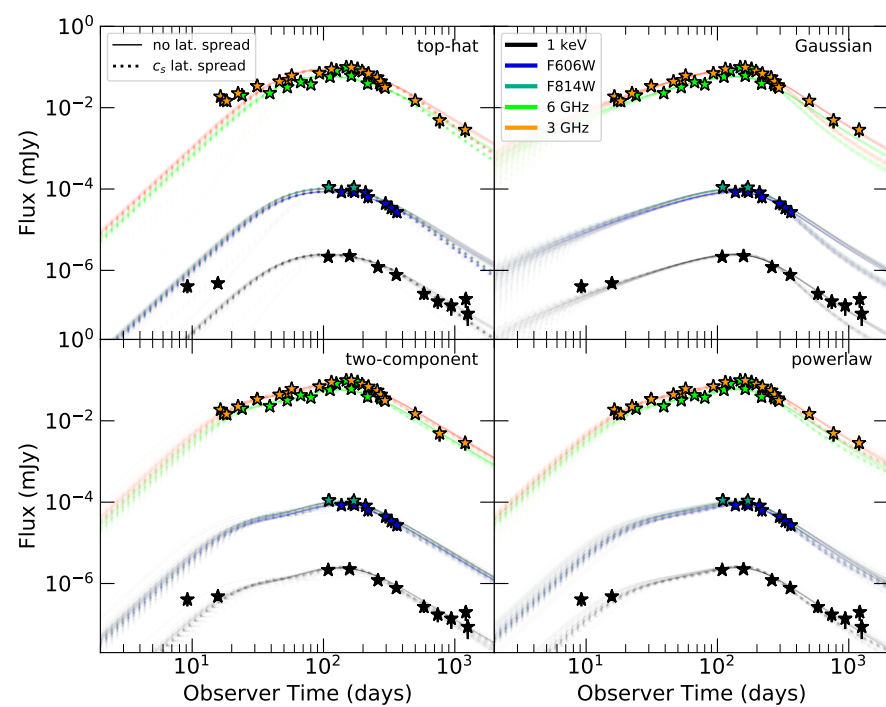 10^0
10^-2
10^-4
10^-6
Flux (mJy)
no lat. spread
c_s lat. spread
top-hat
1 keV
F606W
F814W
6 GHz
3 GHz
Gaussian
10^0
10^-2
10^-4
10^-6
Flux (mJy)
two-component
powerlaw
10^1 10^2 10^3
10^1 10^2 10^3
Observer Time (days)
Observer Time (days)